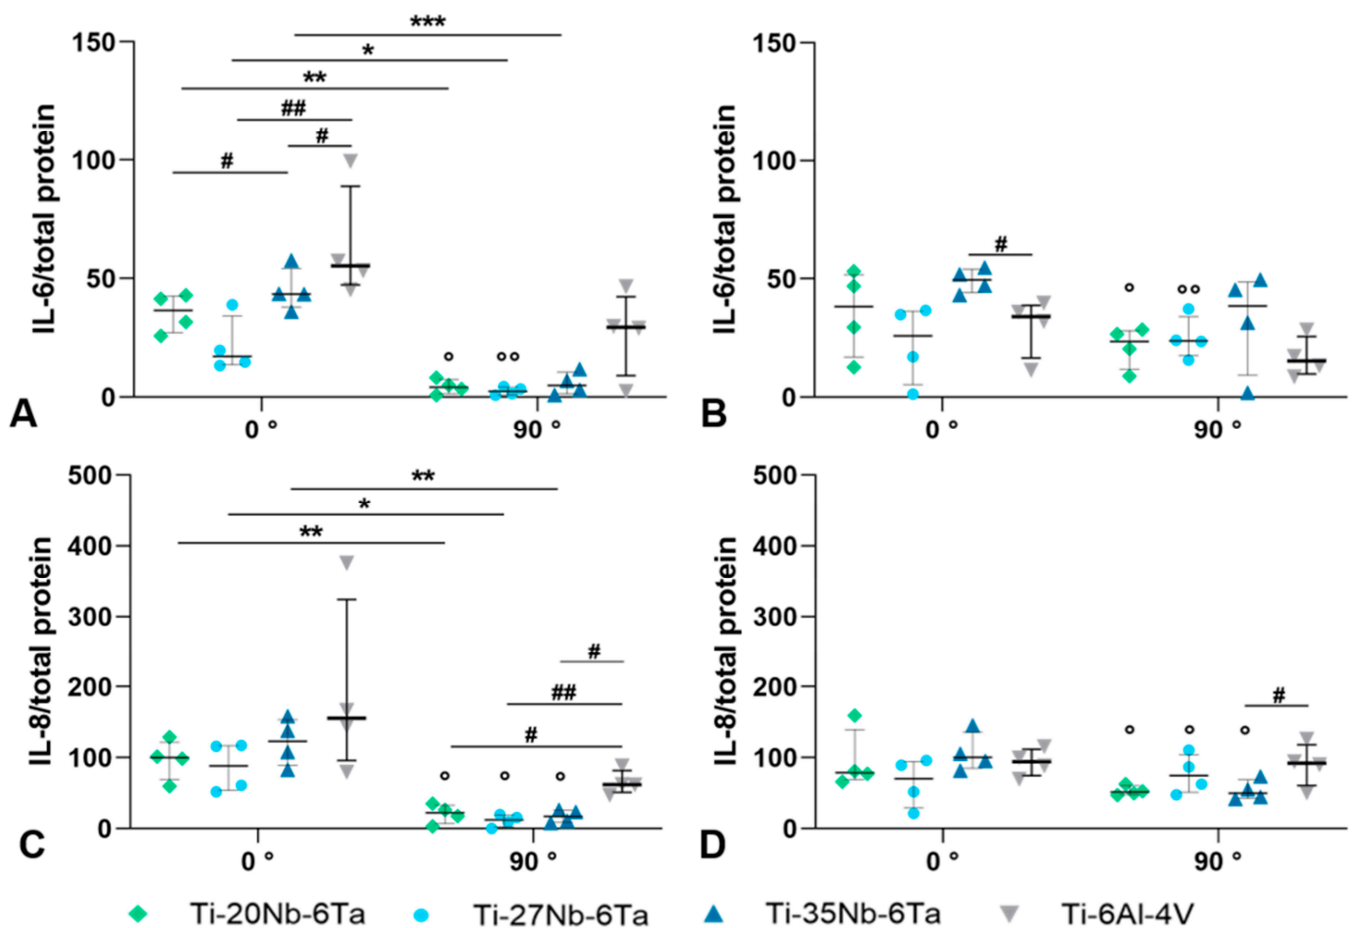 IL-6/total protein
150
100
50
0
***
*
**
##
#
#
° °°
0 ° 90 °
A
IL-6/total protein
150
100
50
0
#
° °°
0 ° 90 °
B
IL-8/total protein
500
400
300
200
100
0
**
*
**
#
##
#
° ° °
0 ° 90 °
C
IL-8/total protein
500
400
300
200
100
0
#
° ° °
0 ° 90 °
D
Ti-20Nb-6Ta Ti-27Nb-6Ta Ti-35Nb-6Ta Ti-6Al-4V